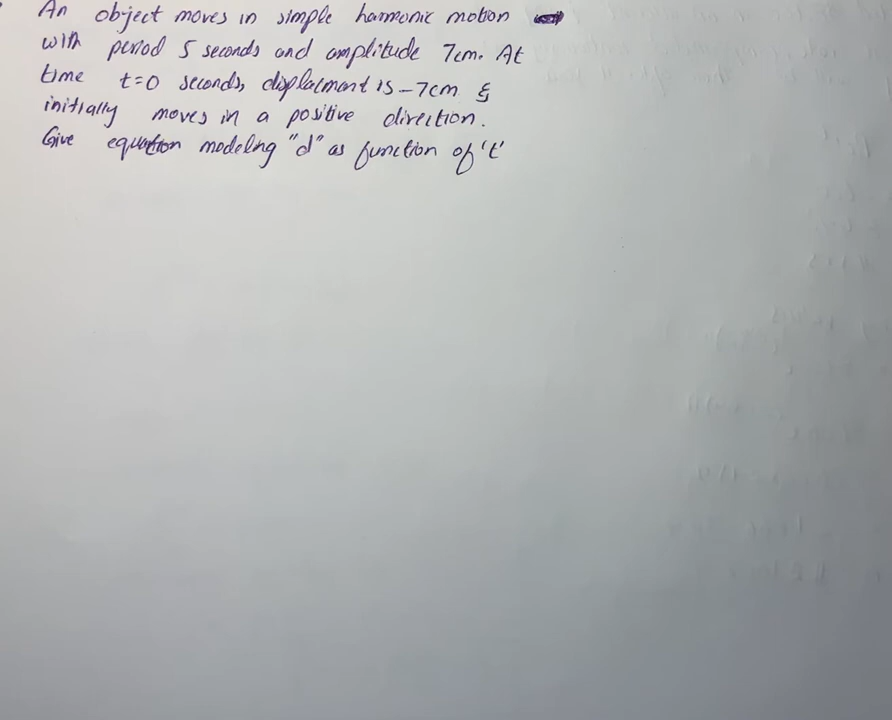 An object moves in simple harmonic motion
with period 5 seconds and amplitude 7cm. At
time t=0 seconds, displacment is -7cm &
initially moves in a positive direction.
Give equation modeling "d" as function of 't'